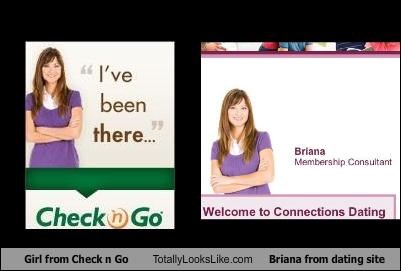 “ I've
been
there... ”
Check n Go
Briana
Membership Consultant
Welcome to Connections Dating
Girl from Check n Go TotallyLooksLike.com Briana from dating site